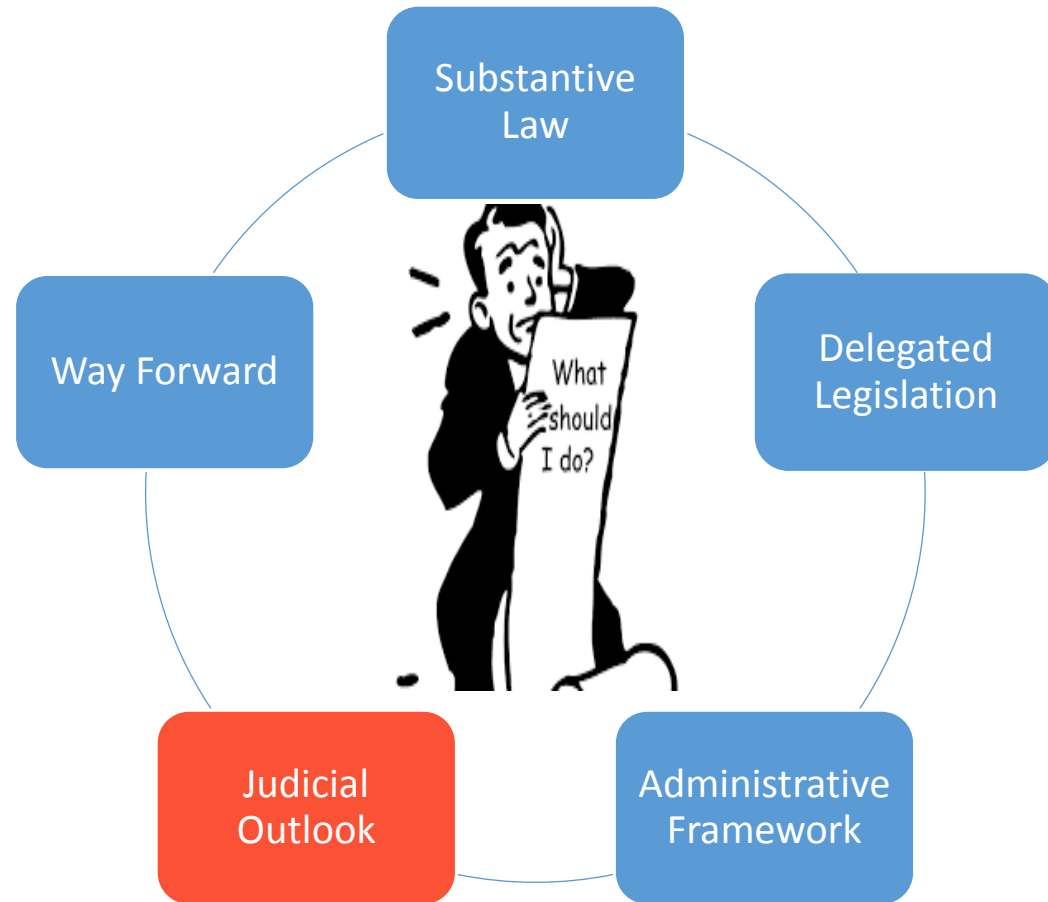 Substantive
Law
Way Forward
Delegated
Legislation
What
should
I do?
Judicial
Outlook
Administrative
Framework